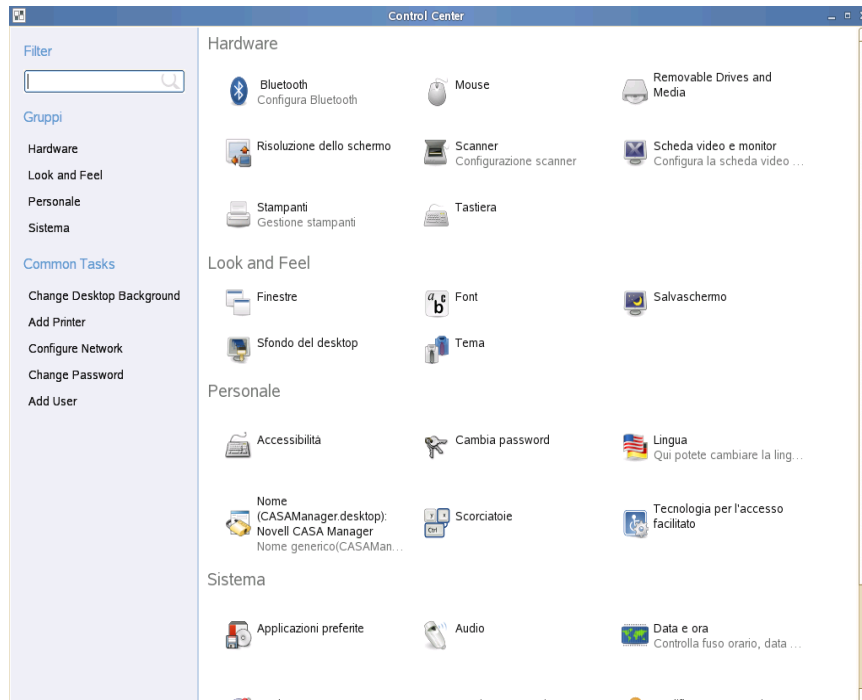 Control Center
Filter
Gruppi
Hardware
Look and Feel
Personale
Sistema
Common Tasks
Change Desktop Background
Add Printer
Configure Network
Change Password
Add User
Hardware
Bluetooth
Configura Bluetooth
Mouse
Removable Drives and
Media
Risoluzione dello schermo
Scanner
Configurazione scanner
Scheda video e monitor
Configura la scheda video ...
Stampanti
Gestione stampanti
Tastiera
Look and Feel
Finestre
Font
Salvaschermo
Sfondo del desktop
Tema
Personale
Accessibilità
Cambia password
Lingua
Qui potete cambiare la ling...
Nome
(CASAManager.desktop):
Novell CASA Manager
Nome generico(CASAMan...
Scorciatoie
Tecnologia per l'accesso
facilitato
Sistema
Applicazioni preferite
Audio
Data e ora
Controlla fuso orario, data ...